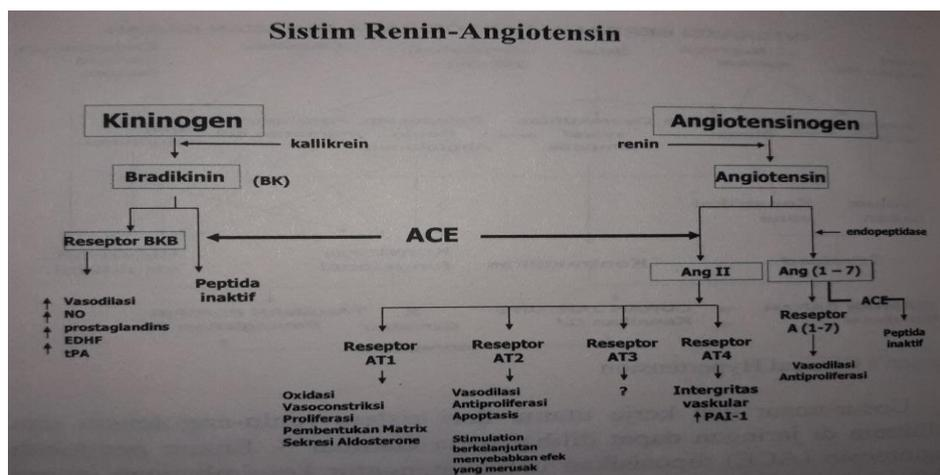 Sistim Renin-Angiotensin
Kininogen
Angiotensinogen
kallikrein
renin
Bradikinin (BK)
Angiotensin
ACE
endopeptidase
Reseptor BKB
Peptida
inaktif
Ang II
Ang (1 – 7)
Vasodilasi
NO
prostaglandins
EDHF
tPA
ACE
Reseptor
A (1-7)
Peptida
inaktif
Vasodilasi
Antiproliferasi
Reseptor
AT1
Oxidasi
Vasoconstriksi
Proliferasi
Pembentukan Matrix
Sekresi Aldosterone
Reseptor
AT2
Vasodilasi
Antiproliferasi
Apoptasis
Stimulation
berkelanjutan
menyebabkan efek
yang merusak
Reseptor
AT3
?
Reseptor
AT4
Intergritas
vaskular
↑ PAI-1